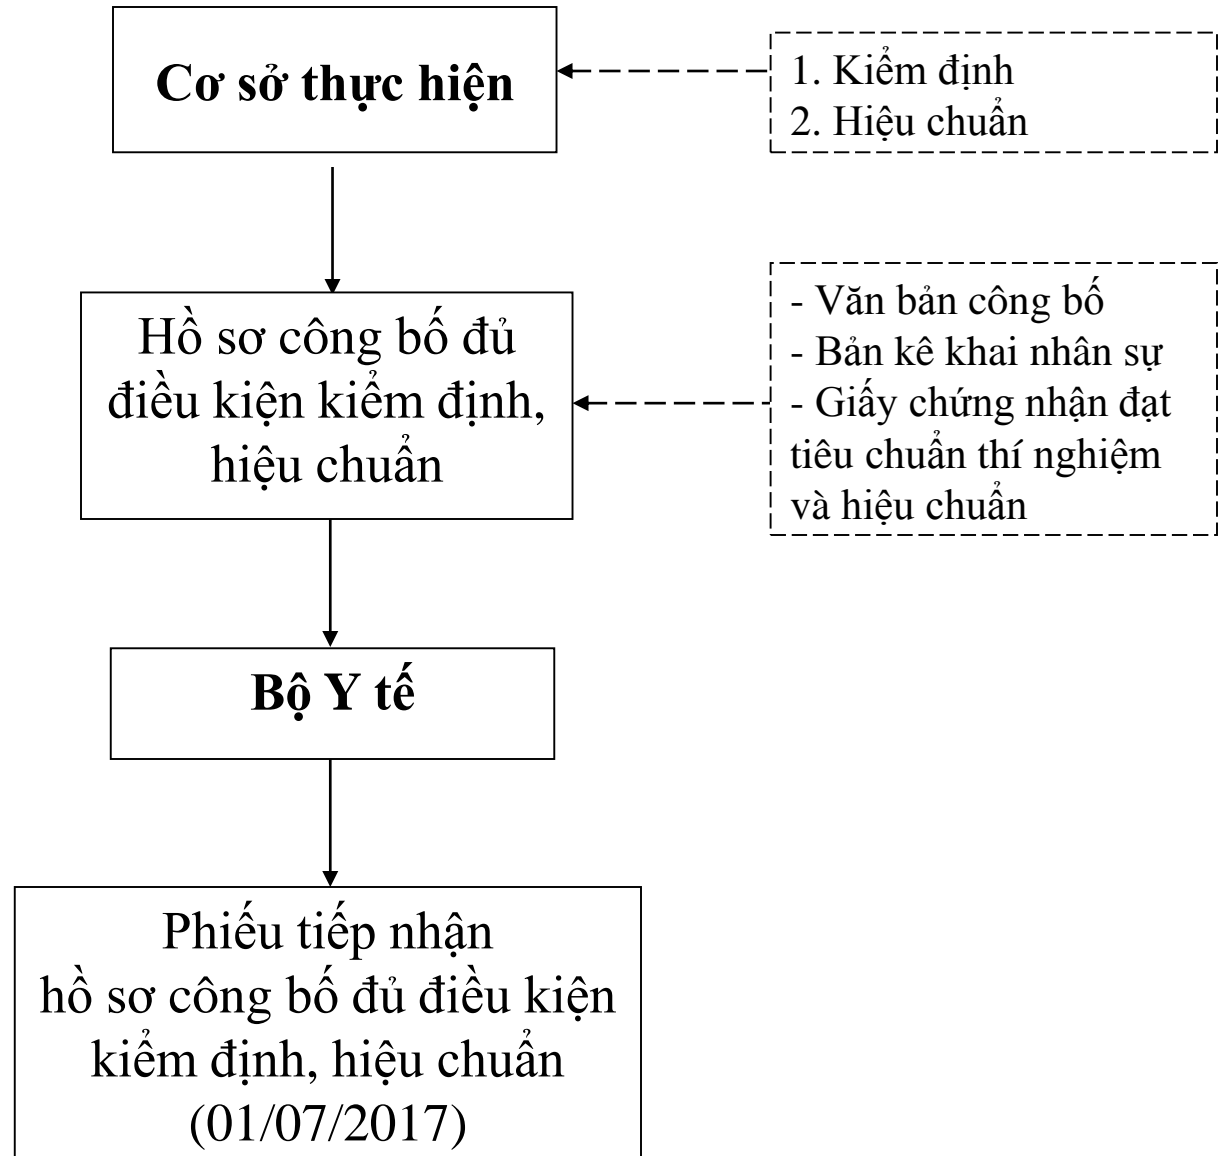 Cơ sở thực hiện
1. Kiểm định
2. Hiệu chuẩn
Hồ sơ công bố đủ
điều kiện kiểm định,
hiệu chuẩn
- Văn bản công bố
- Bản kê khai nhân sự
- Giấy chứng nhận đạt
tiêu chuẩn thí nghiệm
và hiệu chuẩn
Bộ Y tế
Phiếu tiếp nhận
hồ sơ công bố đủ điều kiện
kiểm định, hiệu chuẩn
(01/07/2017)